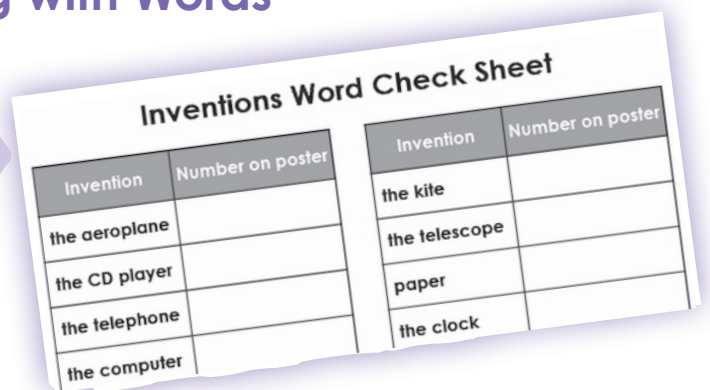 with Words
Inventions Word Check Sheet
Invention Number on poster
the aeroplane
the CD player
the telephone
the computer
Invention Number on poster
the kite
the telescope
paper
the clock